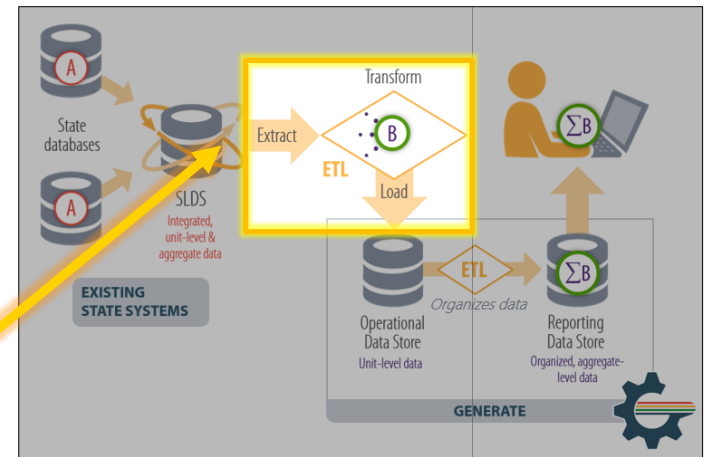 A
State
databases
A
SLDS
Integrated,
unit-level &
aggregate data
EXISTING
STATE SYSTEMS
Extract
Transform
B
ETL
Load
Operational
Data Store
Unit-level data
ETL
Organizes data
ΣB
ΣB
Reporting
Data Store
Organized, aggregate-
level data
GENERATE